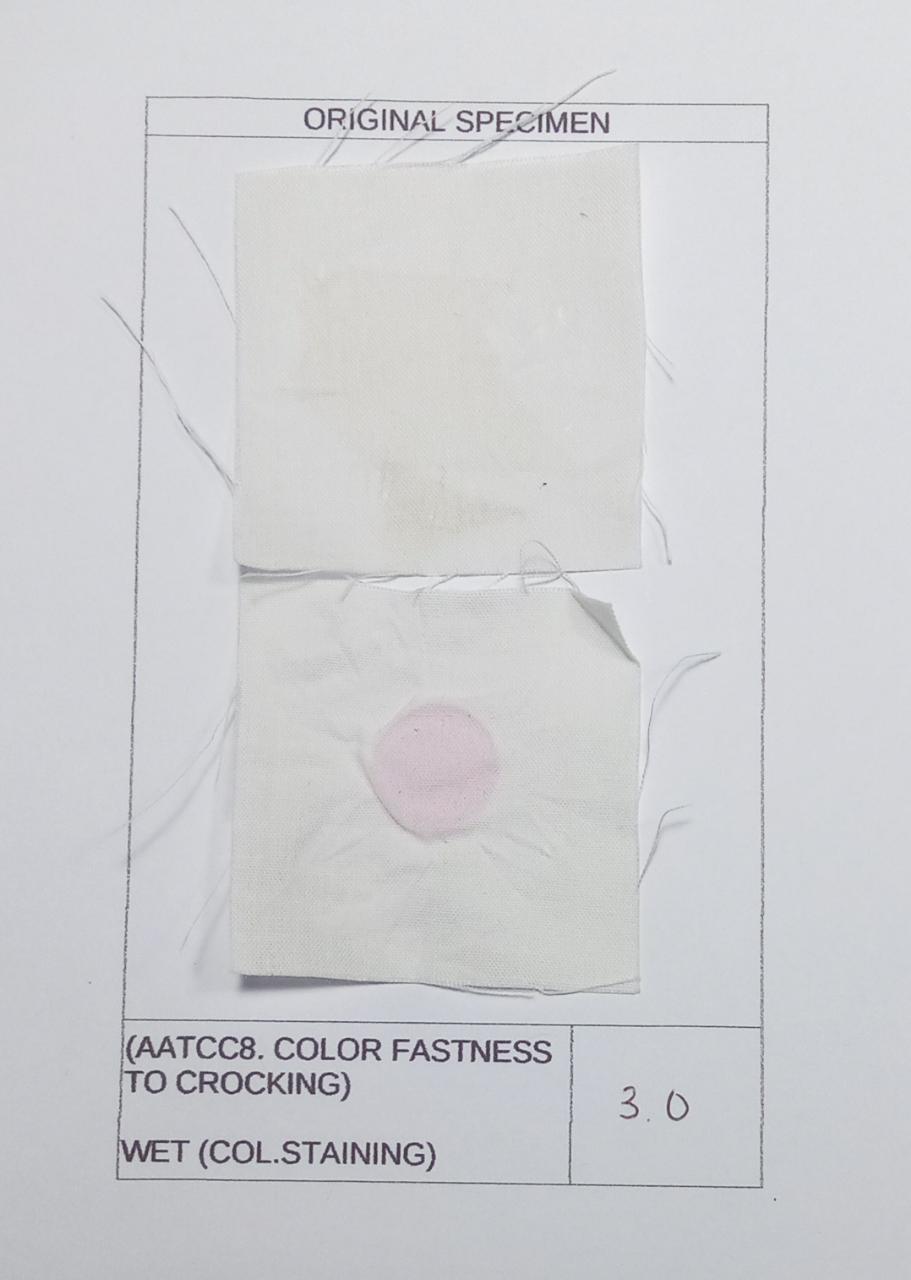 ORIGINAL SPECIMEN
(AATCC8. COLOR FASTNESS
TO CROCKING)
3.0
WET (COL.STAINING)